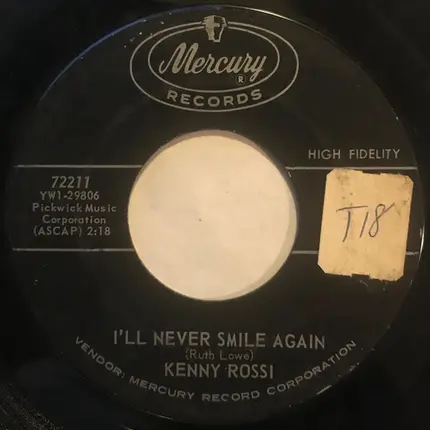 Mercury
®
RECORDS
HIGH FIDELITY
72211
YW1-29806
Pickwick Music
Corporation
(ASCAP) 2:18
T18
I'LL NEVER SMILE AGAIN
(Ruth Lowe)
KENNY ROSSI
VENDOR: MERCURY RECORD CORPORATION